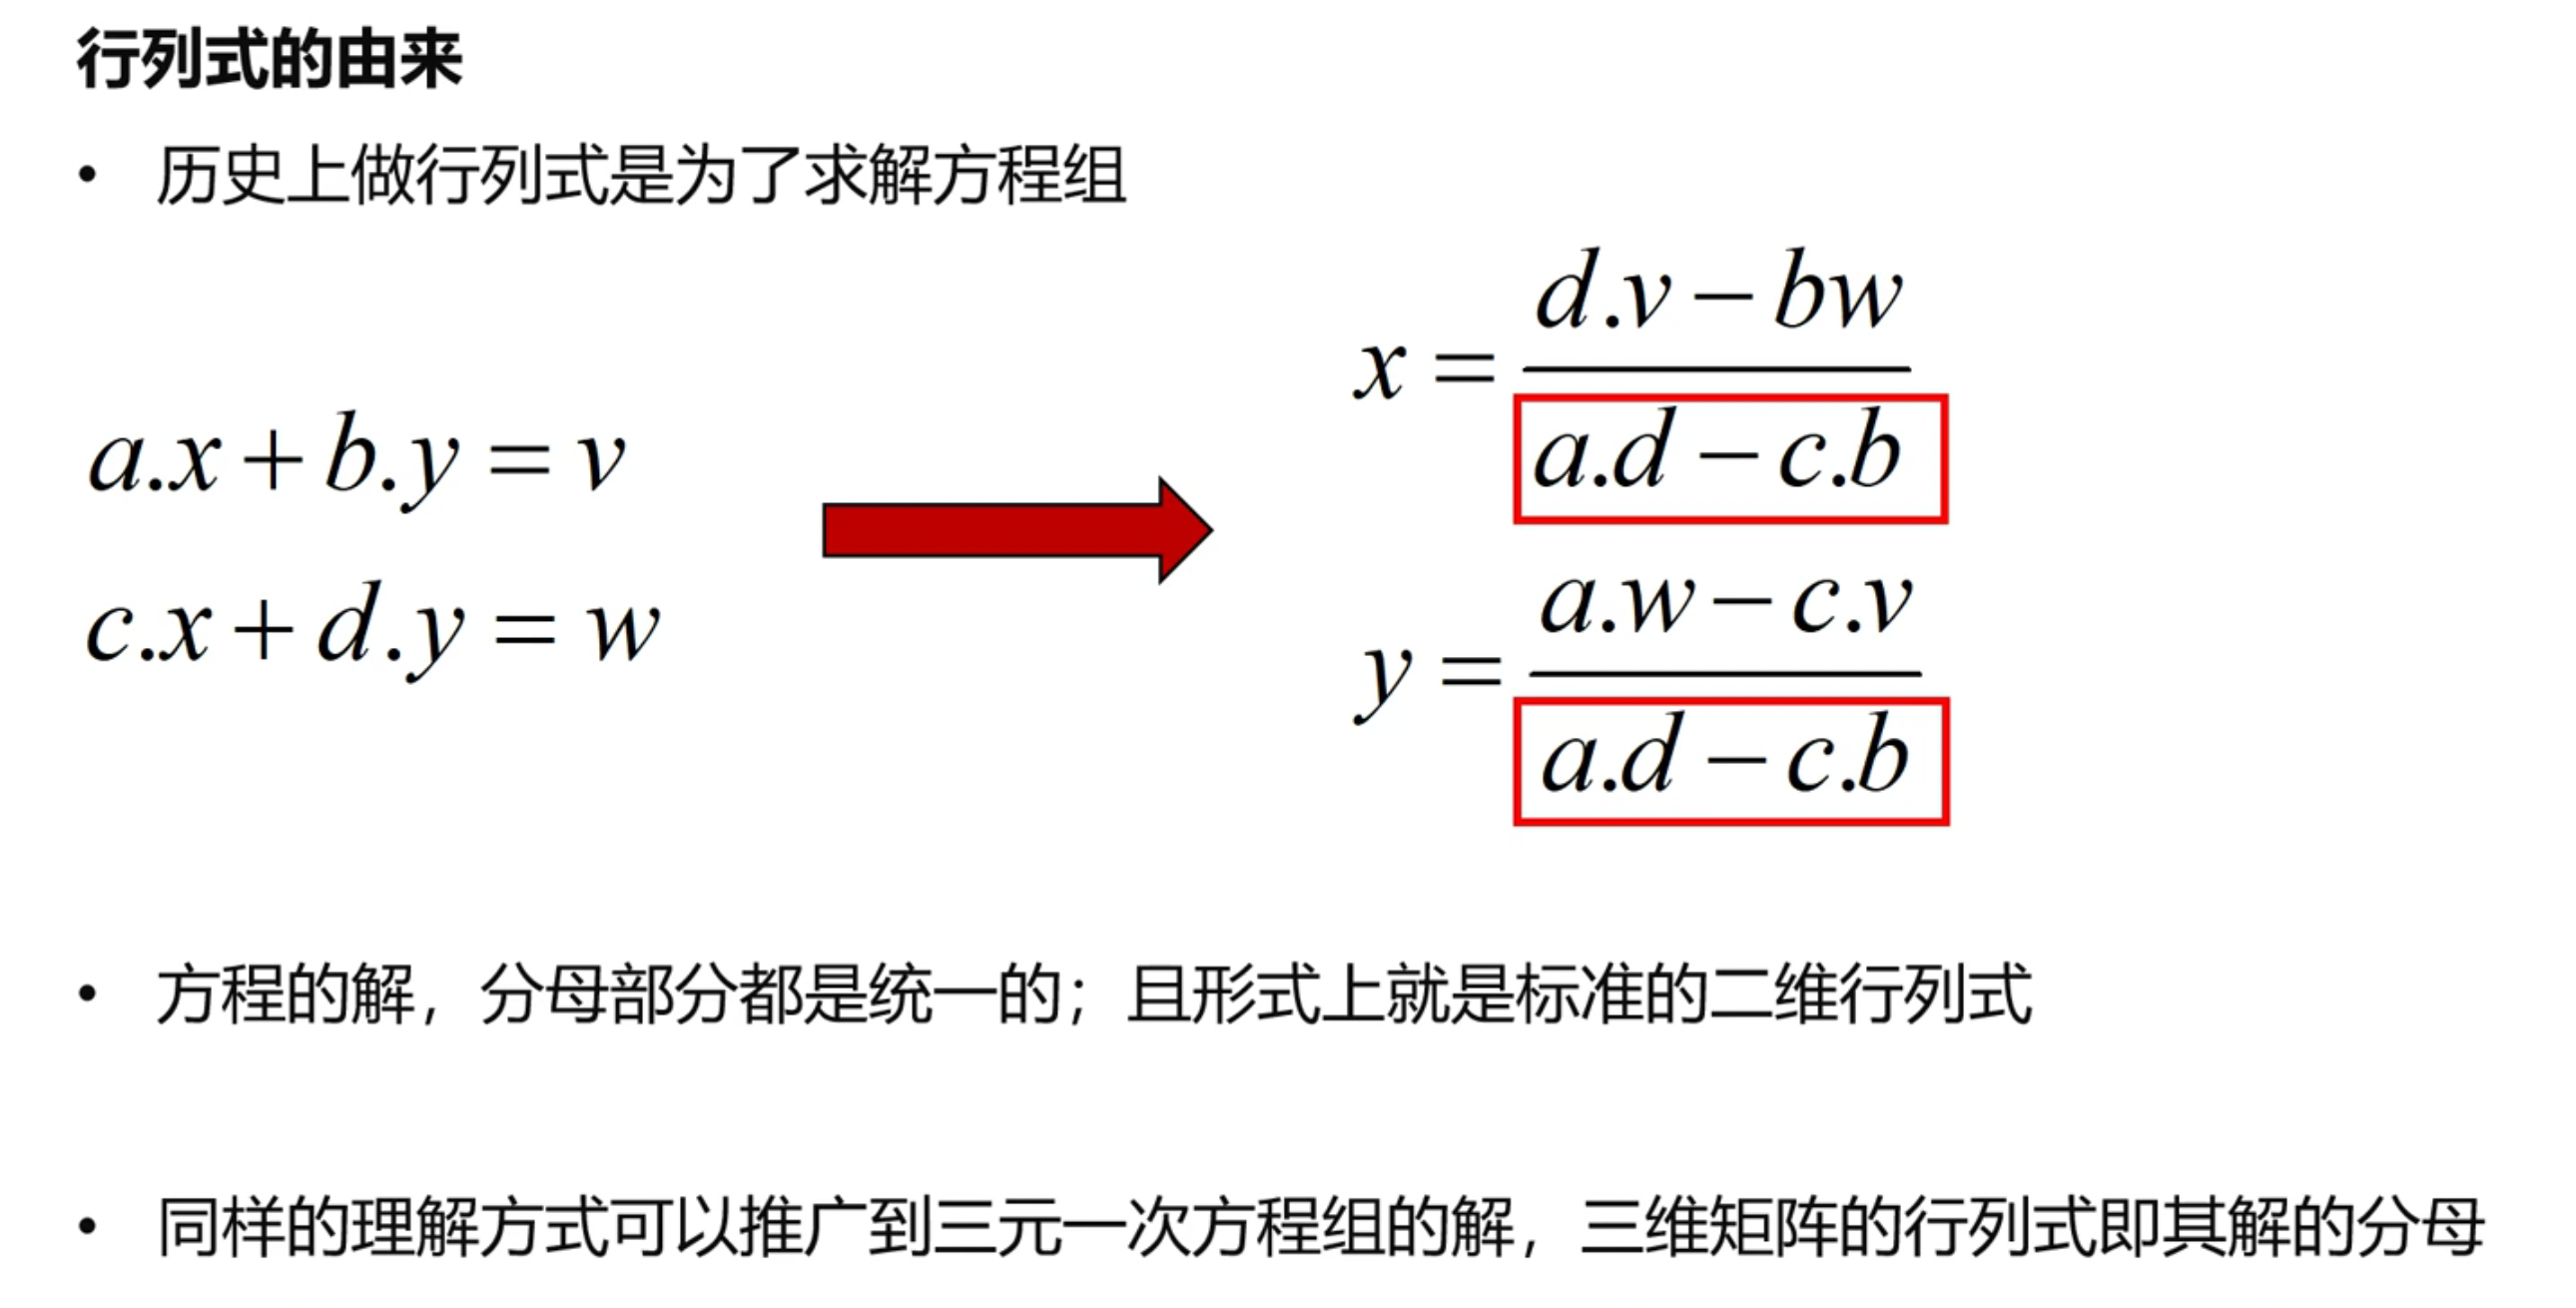 行列式的由来
• 历史上做行列式是为了求解方程组
a.x + b.y = v
c.x + d.y = w
x = \frac{d.v - bw}{a.d - c.b}
y = \frac{a.w - c.v}{a.d - c.b}
• 方程的解，分母部分都是统一的；且形式上就是标准的二维行列式
• 同样的理解方式可以推广到三元一次方程组的解，三维矩阵的行列式即其解的分母